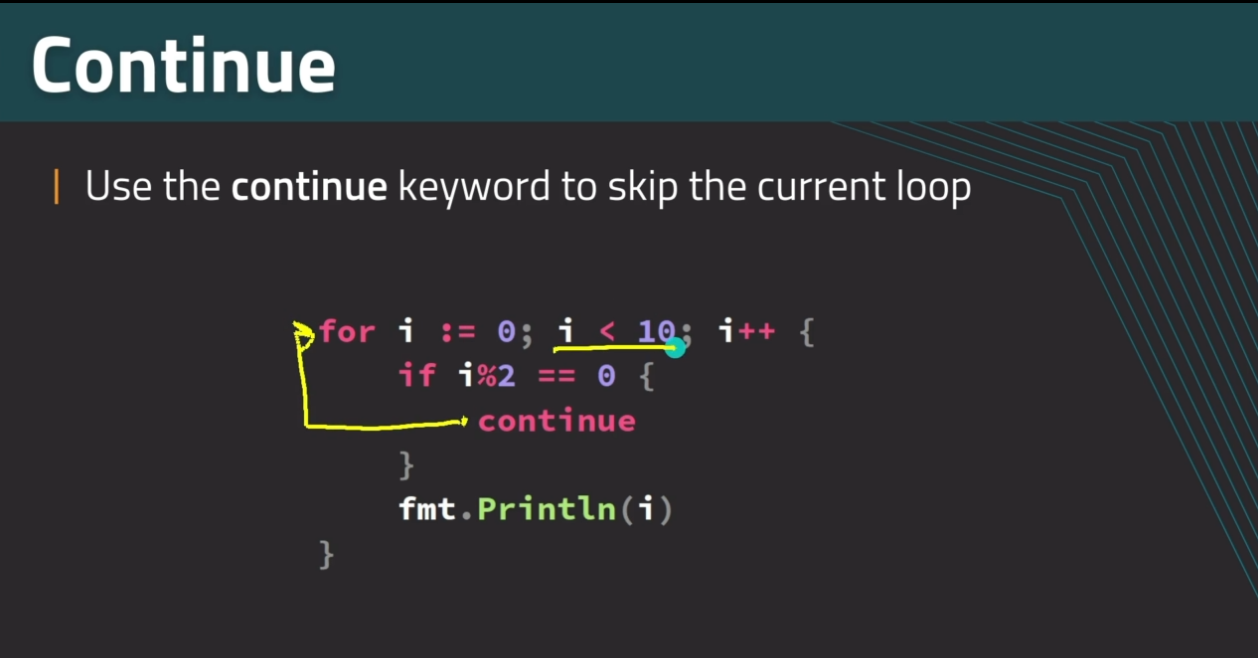 Continue
Use the continue keyword to skip the current loop
for i := 0; i < 10; i++ {
if i%2 == 0 {
continue
}
fmt.Println(i)
}